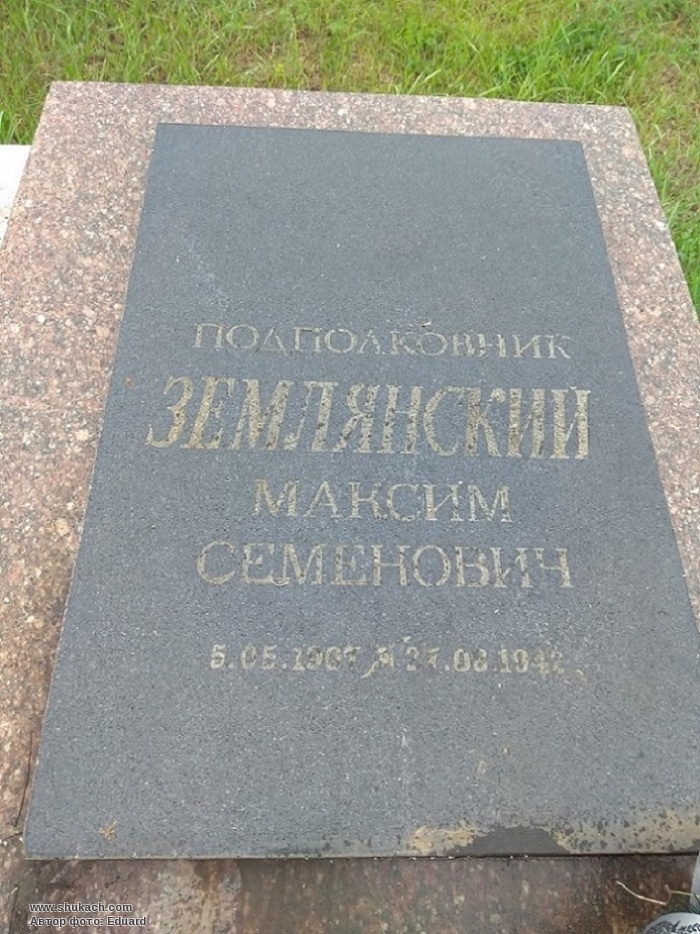 ПОДПОЛКОВНИК
ЗЕМЛЯНСКИЙ
МАКСИМ
СЕМЕНОВИЧ
5.05.1907 27.08.1942
www.shukach.com
Автор фото: Eduard